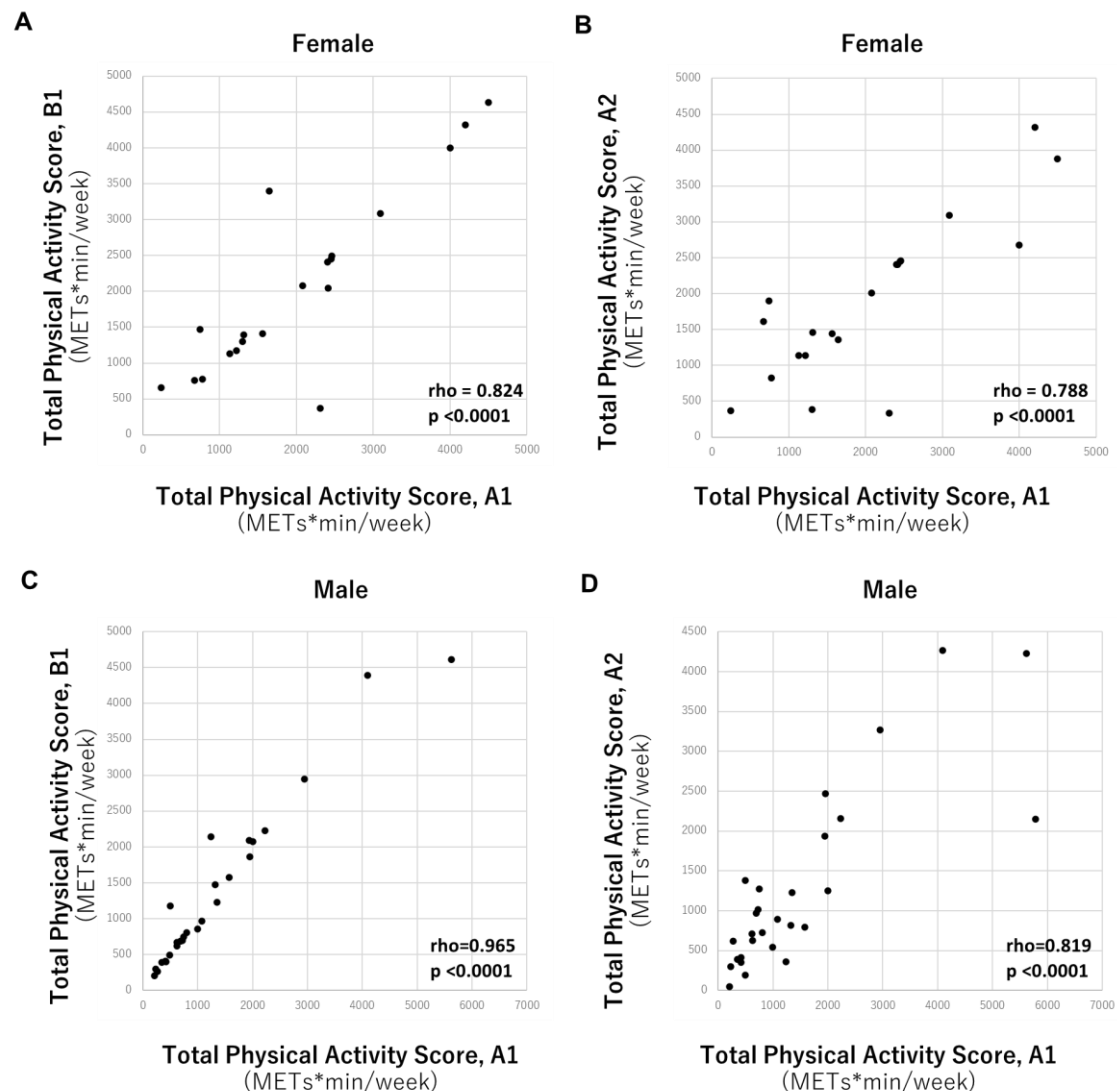 A
Female
Total Physical Activity Score, B1
(METs*min/week)
5000
4500
4000
3500
3000
2500
2000
1500
1000
500
0
0 1000 2000 3000 4000 5000
rho = 0.824
p <0.0001
Total Physical Activity Score, A1
(METs*min/week)
B
Female
Total Physical Activity Score, A2
(METs*min/week)
5000
4500
4000
3500
3000
2500
2000
1500
1000
500
0
0 1000 2000 3000 4000 5000
rho = 0.788
p <0.0001
Total Physical Activity Score, A1
(METs*min/week)
C
Male
Total Physical Activity Score, B1
(METs*min/week)
5000
4500
4000
3500
3000
2500
2000
1500
1000
500
0
0 1000 2000 3000 4000 5000 6000 7000
rho=0.965
p <0.0001
Total Physical Activity Score, A1
(METs*min/week)
D
Male
Total Physical Activity Score, A2
(METs*min/week)
4500
4000
3500
3000
2500
2000
1500
1000
500
0
0 1000 2000 3000 4000 5000 6000 7000
rho=0.819
p <0.0001
Total Physical Activity Score, A1
(METs*min/week)